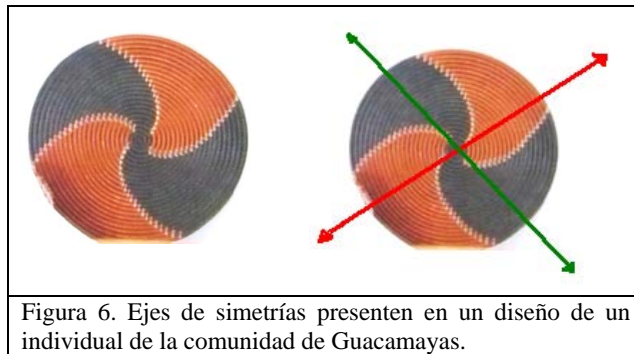 Figura 6. Ejes de simetrías presenten en un diseño de un
individual de la comunidad de Guacamayas.